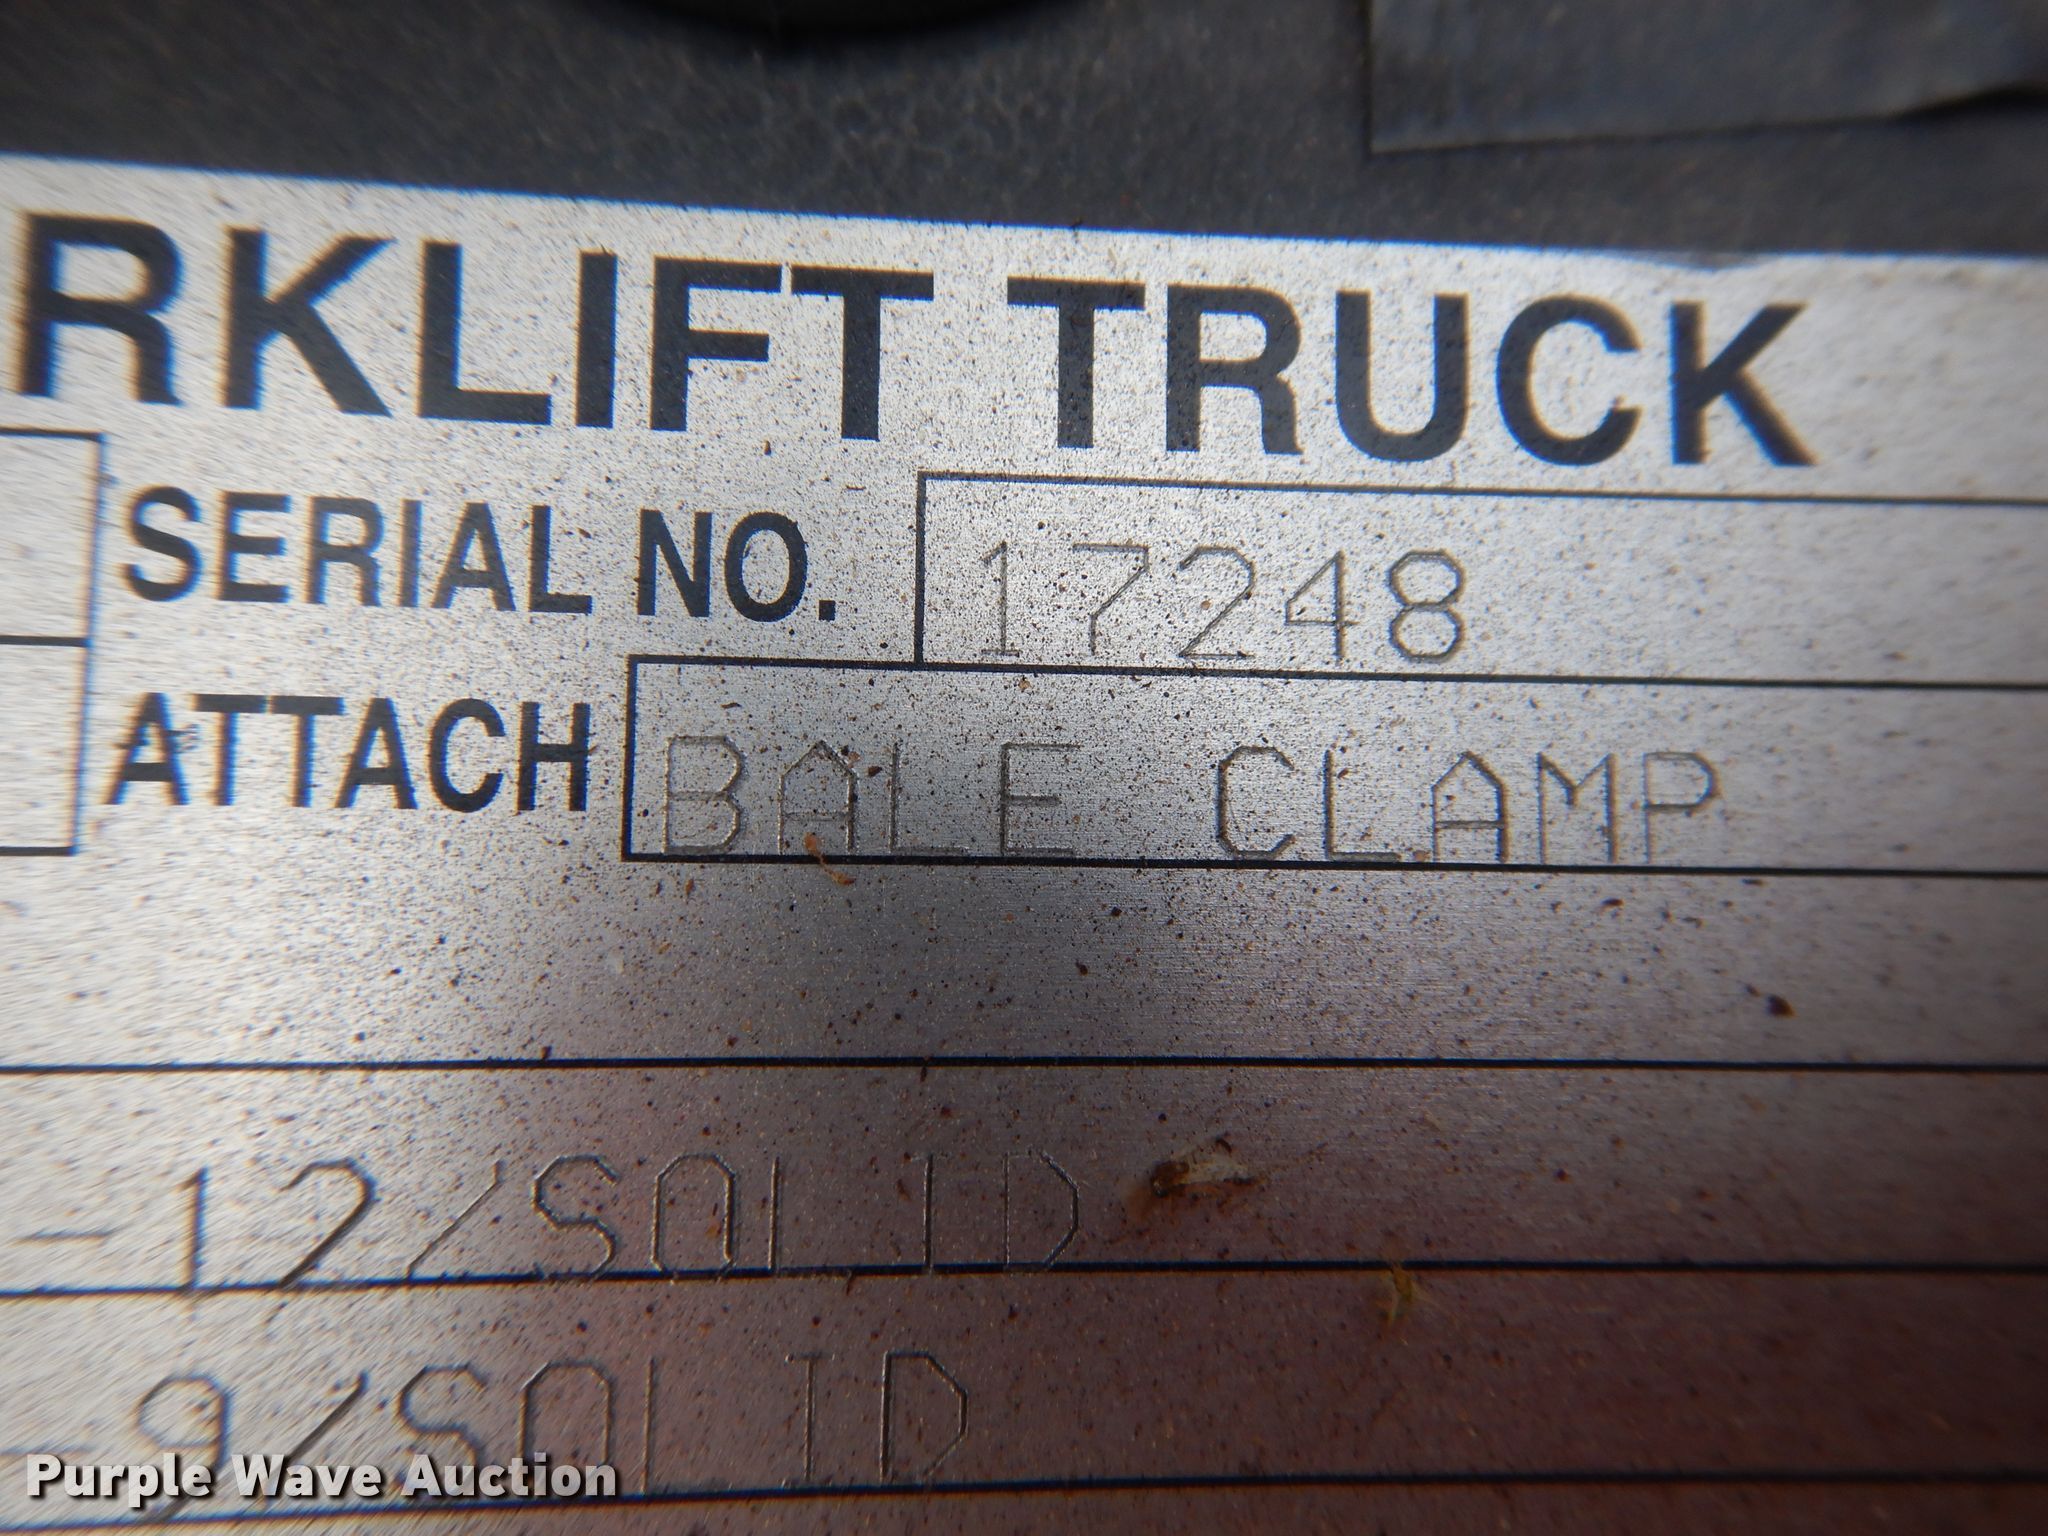 RKLIFT TRUCK
SERIAL NO. 17248
ATTACH BALE CLAMP
-12/SOLID
-9/SOLID
Purple Wave Auction